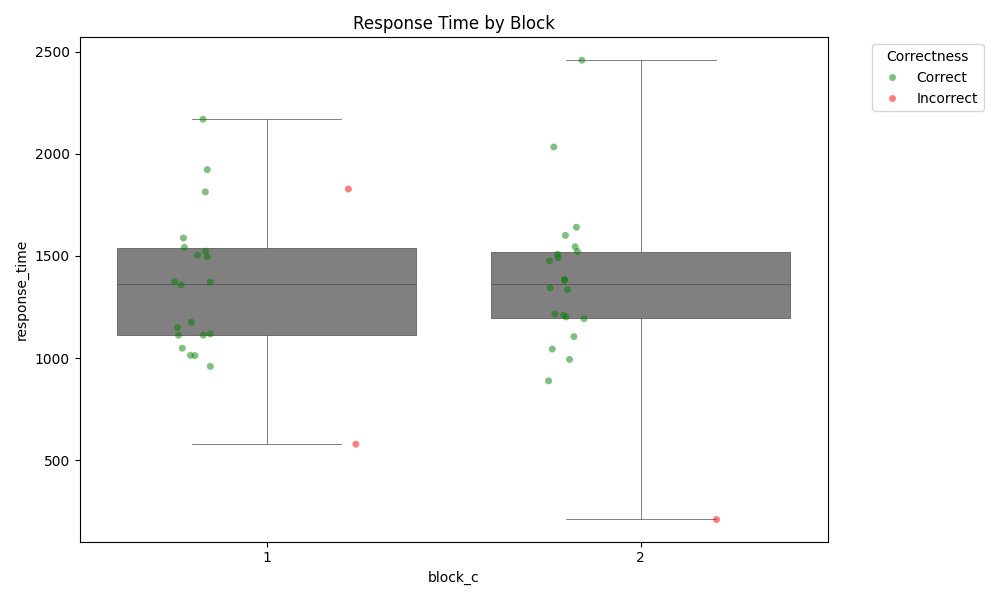 Response Time by Block
Correctness
Correct
Incorrect
2500
2000
1500
1000
500
response_time
1
2
block_c